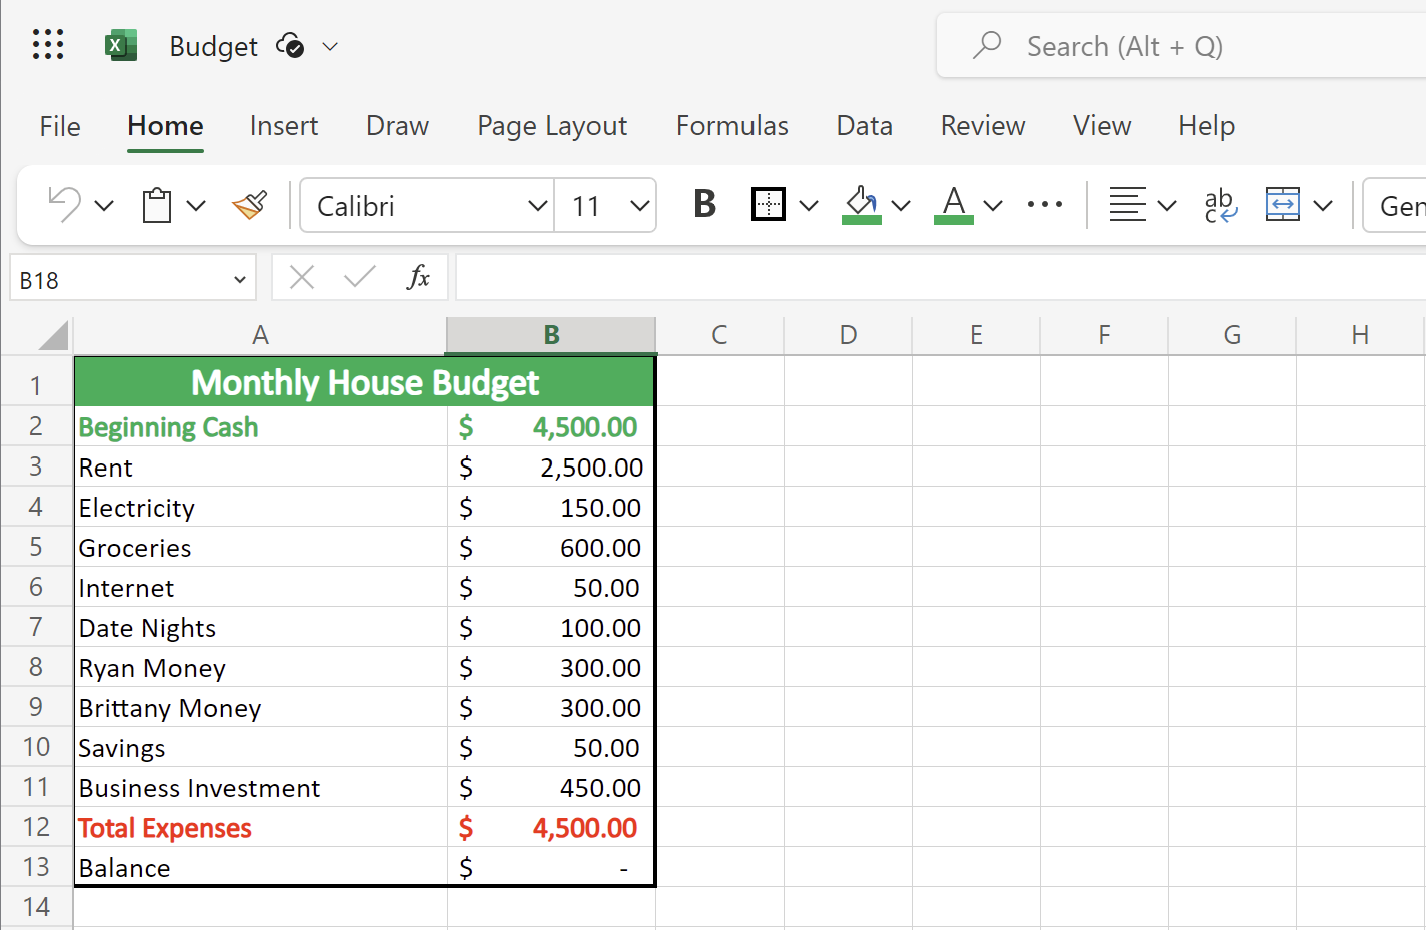 X Budget Search (Alt + Q)
File Home Insert Draw Page Layout Formulas Data Review View Help
Calibri 11 B A ab c Gen
B18 fx
A B C D E F G H
1 Monthly House Budget
2 Beginning Cash $ 4,500.00
3 Rent $ 2,500.00
4 Electricity $ 150.00
5 Groceries $ 600.00
6 Internet $ 50.00
7 Date Nights $ 100.00
8 Ryan Money $ 300.00
9 Brittany Money $ 300.00
10 Savings $ 50.00
11 Business Investment $ 450.00
12 Total Expenses $ 4,500.00
13 Balance $ -
14